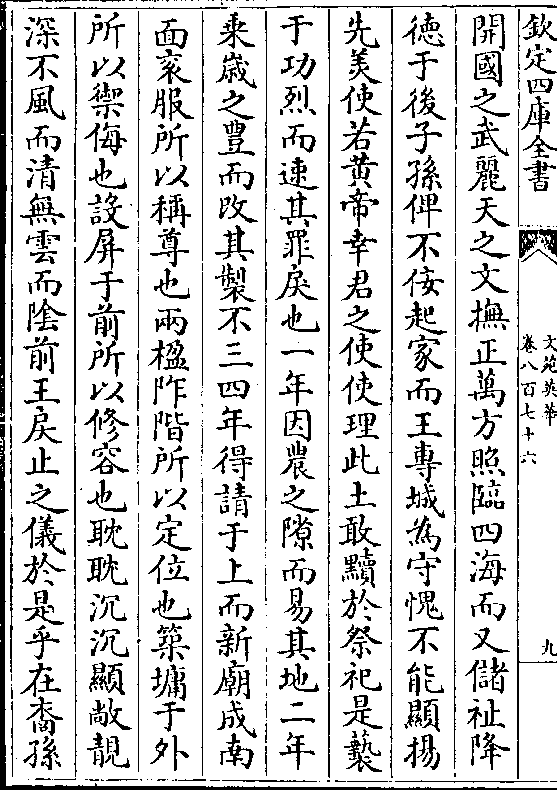 欽定四庫全書
文苑英華
卷八百七十六
九
開國之武麗天之文撫正萬方照臨四海而又儲祉降
德于後子孫俾不佞起家而王專城為守愧不能顯揚
先美使若黄帝幸君之使使理此土敢黷於祭祀是蓺
于功烈而速其罪戾也一年因農之隙而易其地二年
乗嵗之豐而改其製不三四年得請于上而新廟成南
面衮服所以稱尊也兩楹阼階所以定位也築墉于外
所以禦侮也設屏于前所以修容也耽耽沉沉顯敞靚
深不風而清無雲而隂前王戾止之儀於是乎在裔孫